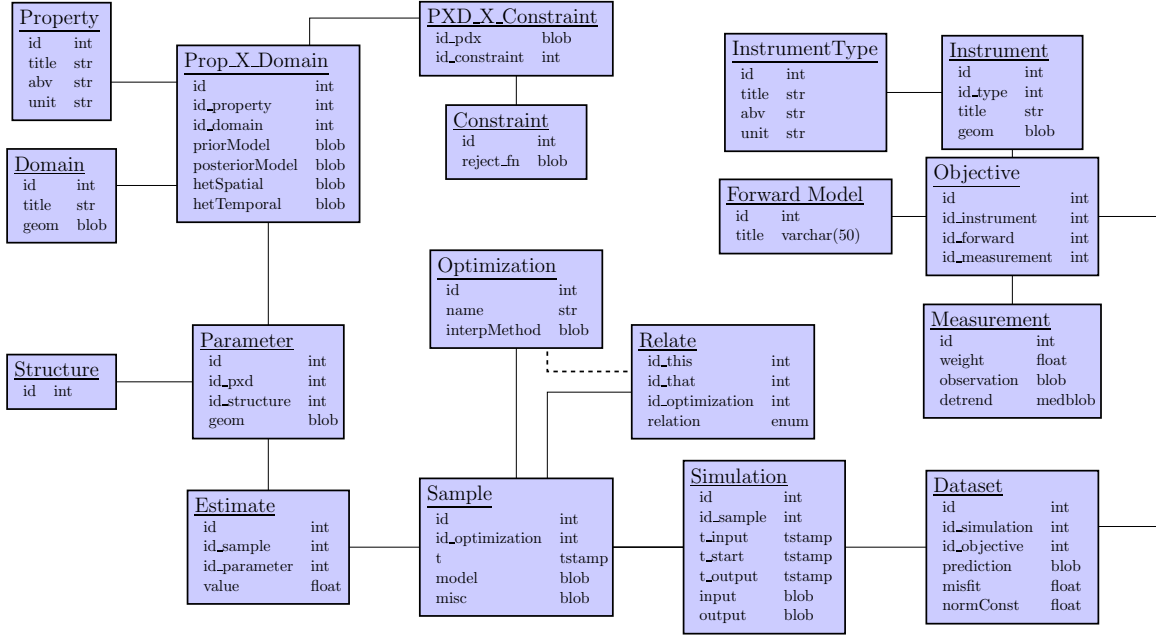 Property
id int
title str
abv str
unit str
Prop_X_Domain
id int
id_property int
id_domain int
priorModel blob
posteriorModel blob
hetSpatial blob
hetTemporal blob
PXD_X_Constraint
id_pdx blob
id_constraint int
Constraint
id int
reject_fn blob
Domain
id int
title str
geom blob
InstrumentType
id int
title str
abv str
unit str
Instrument
id int
id_type int
title str
geom blob
Forward Model
id int
title varchar(50)
Objective
id int
id_instrument int
id_forward int
id_measurement int
Measurement
id int
weight float
observation blob
detrend medblob
Optimization
id int
name str
interpMethod blob
Relate
id_this int
id_that int
id_optimization int
relation enum
Structure
id int
Parameter
id int
id_pxd int
id_structure int
geom blob
Estimate
id int
id_sample int
id_parameter int
value float
Sample
id int
id_optimization int
t tstamp
model blob
misc blob
Simulation
id int
id_sample int
t_input tstamp
t_start tstamp
t_output tstamp
input blob
output blob
Dataset
id int
id_simulation int
id_objective int
prediction blob
misfit float
normConst float